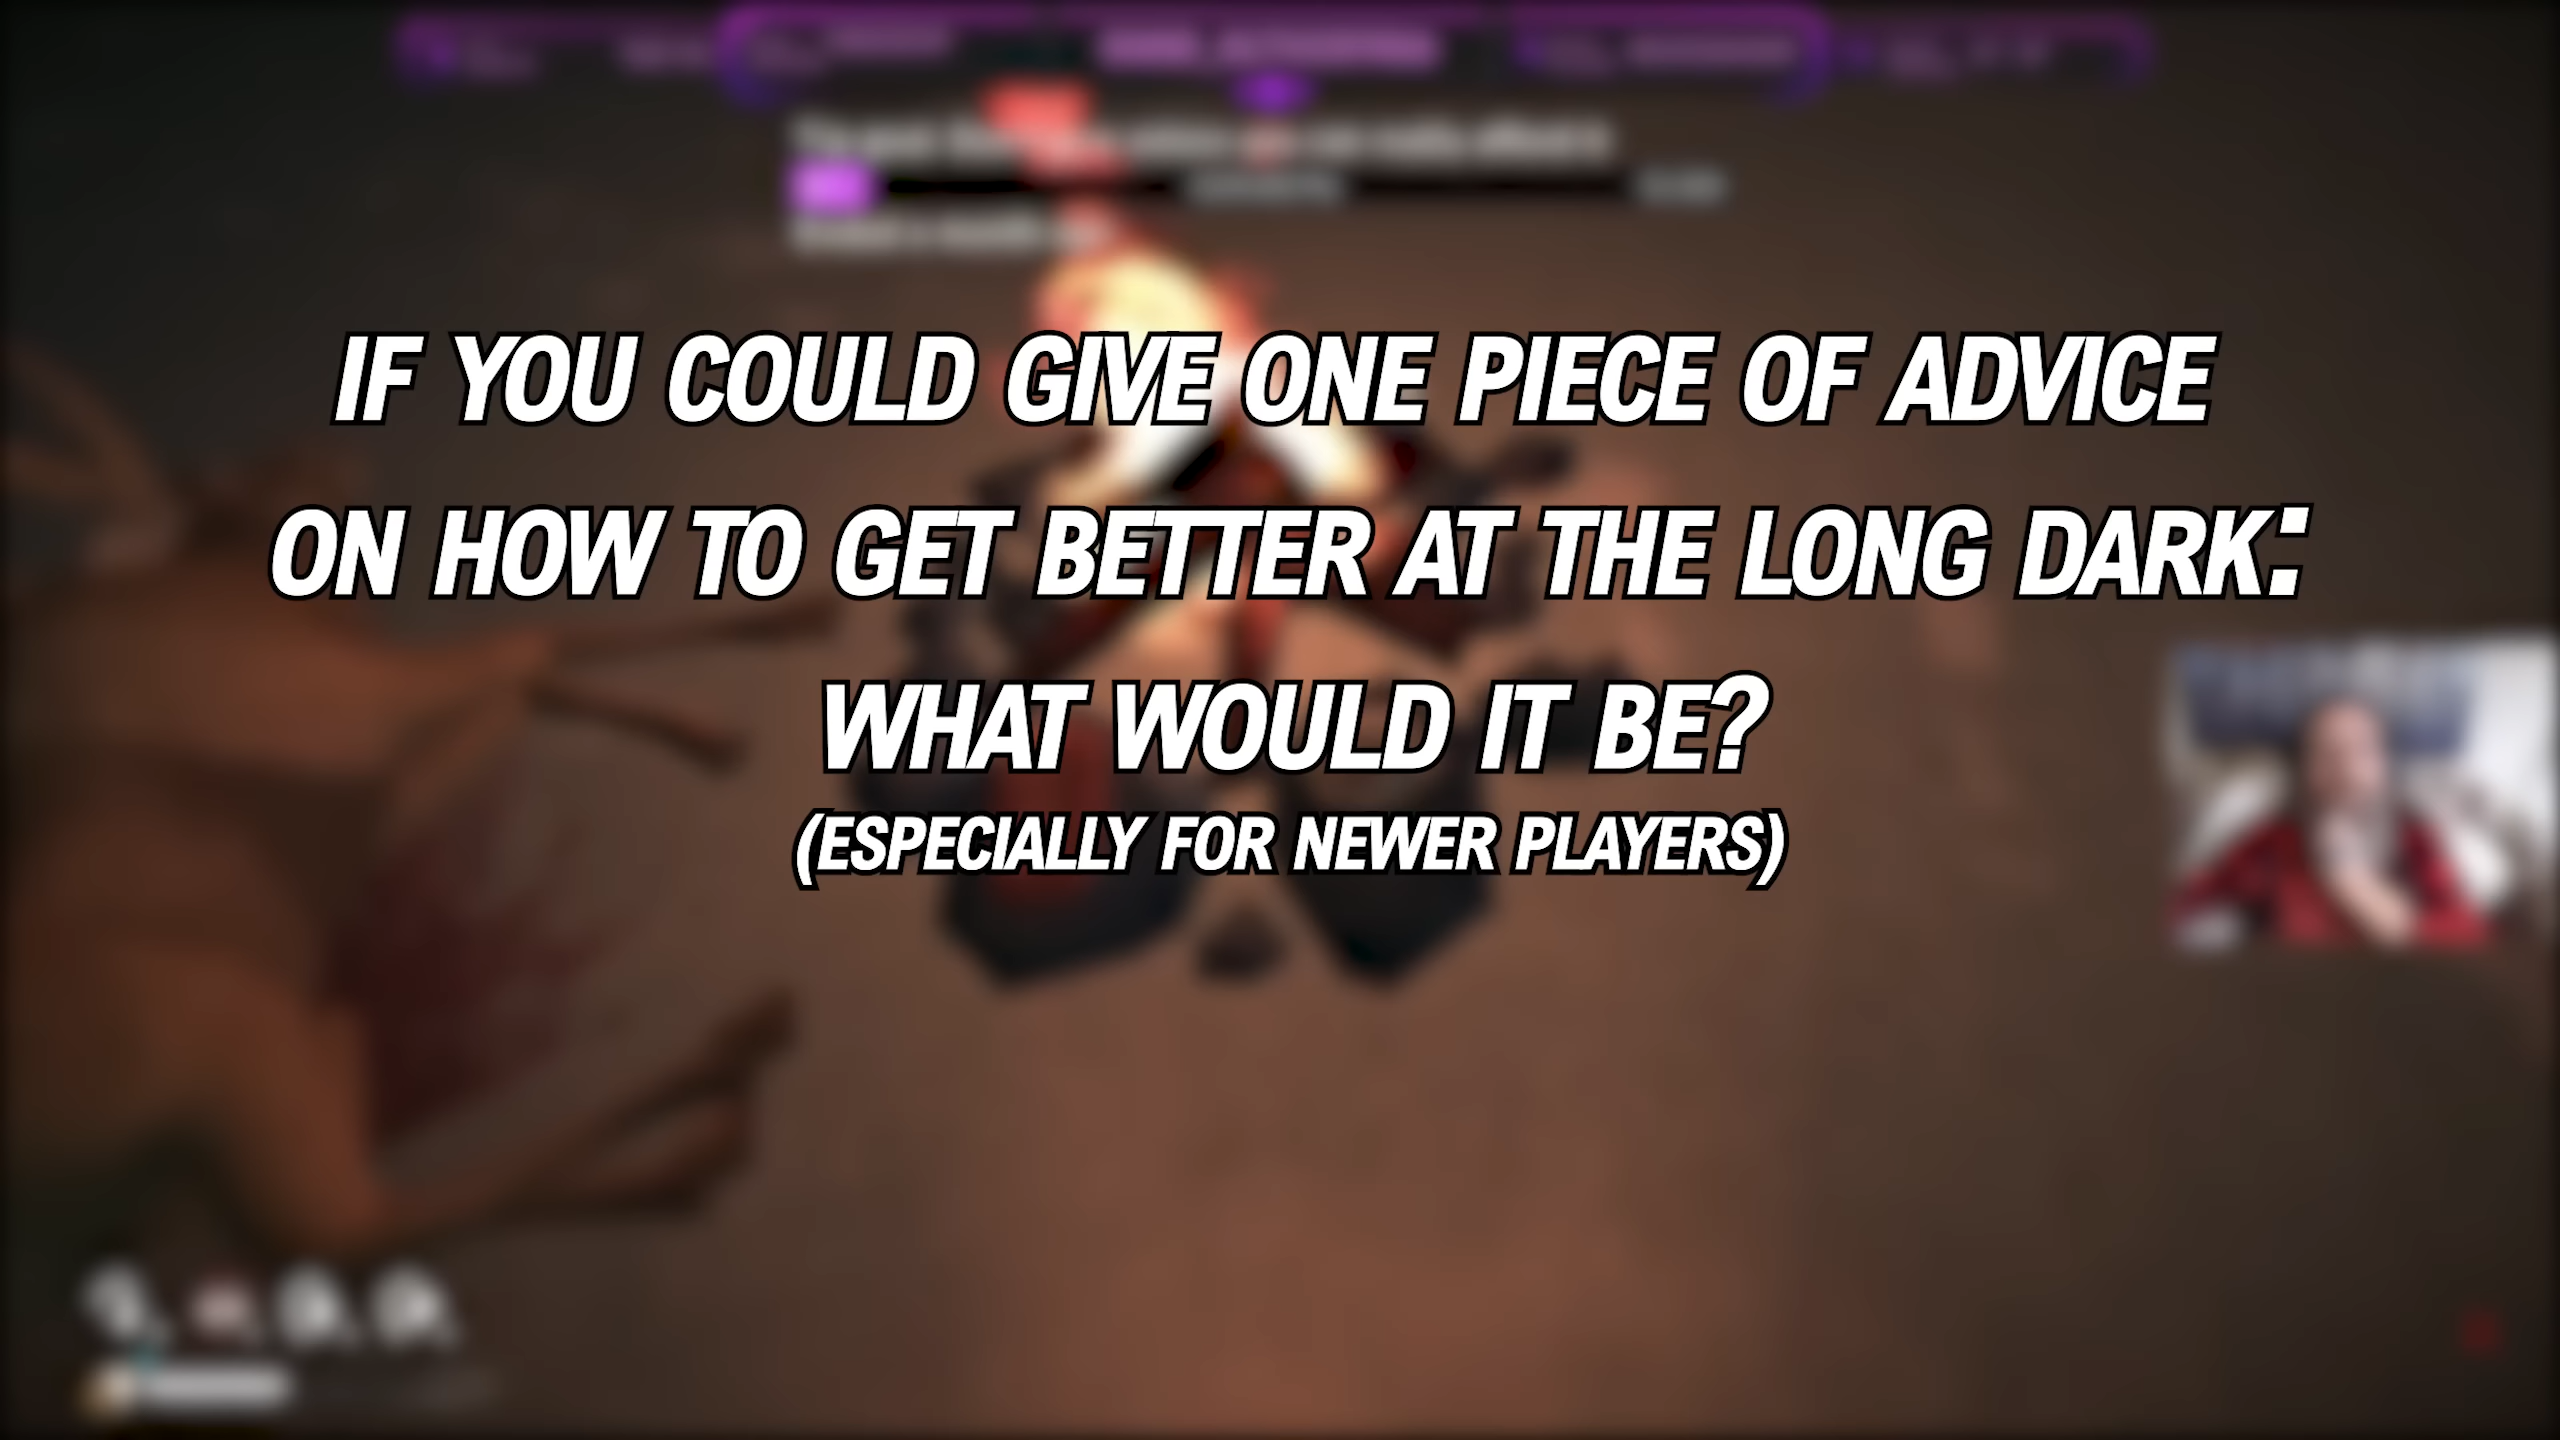 IF YOU COULD GIVE ONE PIECE OF ADVICE
ON HOW TO GET BETTER AT THE LONG DARK:
WHAT WOULD IT BE?
(ESPECIALLY FOR NEWER PLAYERS)